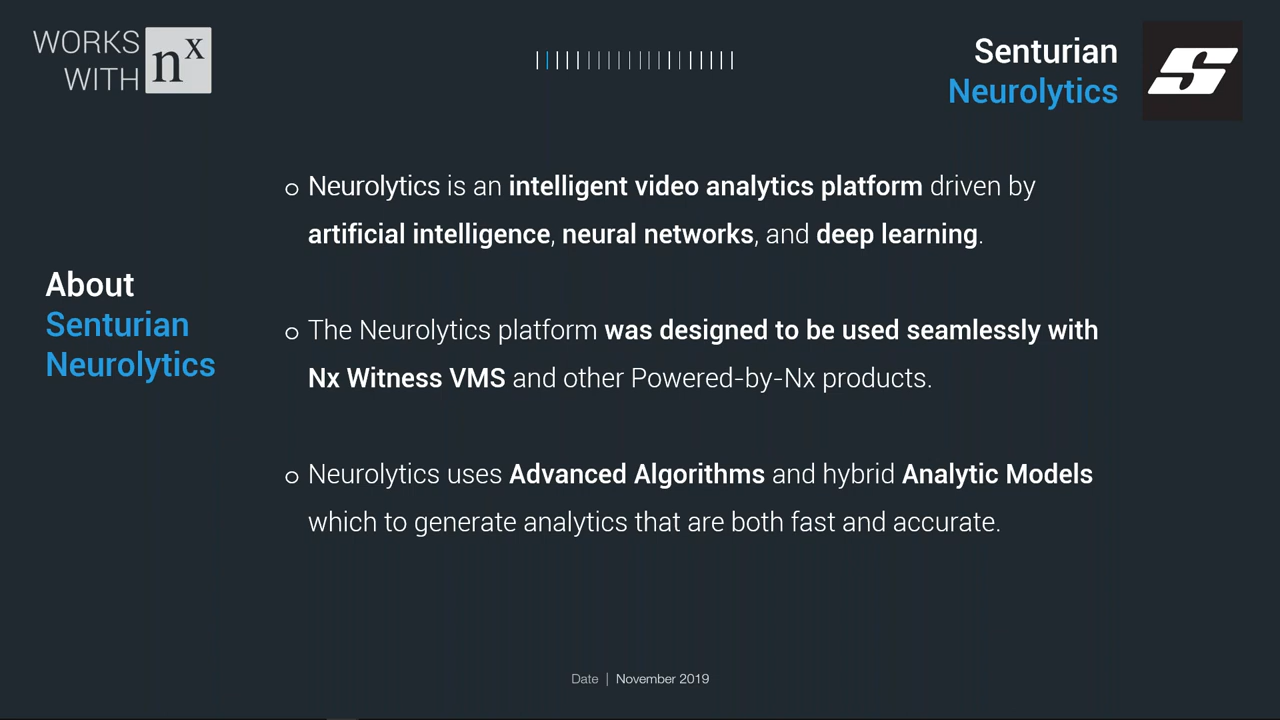 WORKS
WITH nx
Senturian
Neurolytics
S
About
Senturian
Neurolytics
o Neurolytics is an intelligent video analytics platform driven by
artificial intelligence, neural networks, and deep learning.
o The Neurolytics platform was designed to be used seamlessly with
Nx Witness VMS and other Powered-by-Nx products.
o Neurolytics uses Advanced Algorithms and hybrid Analytic Models
which to generate analytics that are both fast and accurate.
Date | November 2019